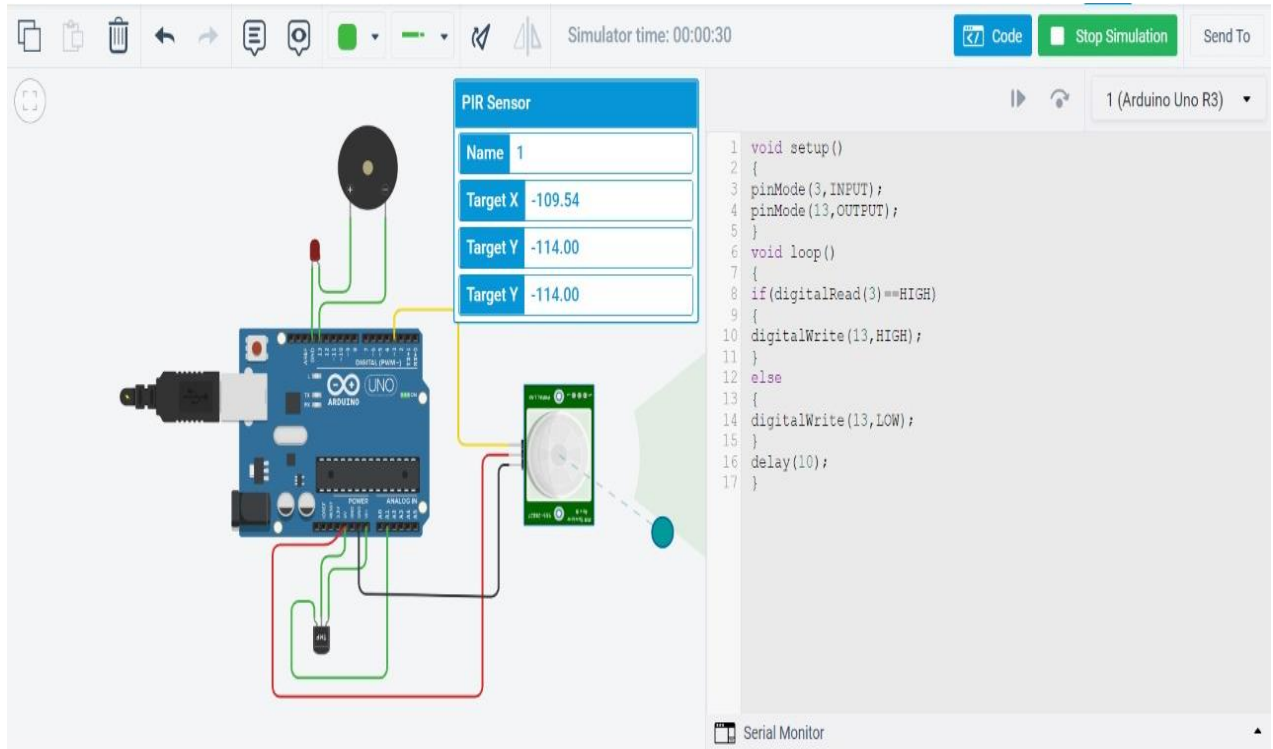 Simulator time: 00:00:30
Code
Stop Simulation
Send To
PIR Sensor
Name 1
Target X -109.54
Target Y -114.00
Target Y -114.00
1 (Arduino Uno R3)
1 void setup()
2 {
3 pinMode(3,INPUT);
4 pinMode(13,OUTPUT);
5 }
6 void loop()
7 {
8 if(digitalRead(3)==HIGH)
9 {
10 digitalWrite(13,HIGH);
11 }
12 else
13 {
14 digitalWrite(13,LOW);
15 }
16 delay(10);
17 }
DIGITAL (PWM~)
UNO
ARDUINO
POWER
ANALOG IN
TMP
Serial Monitor